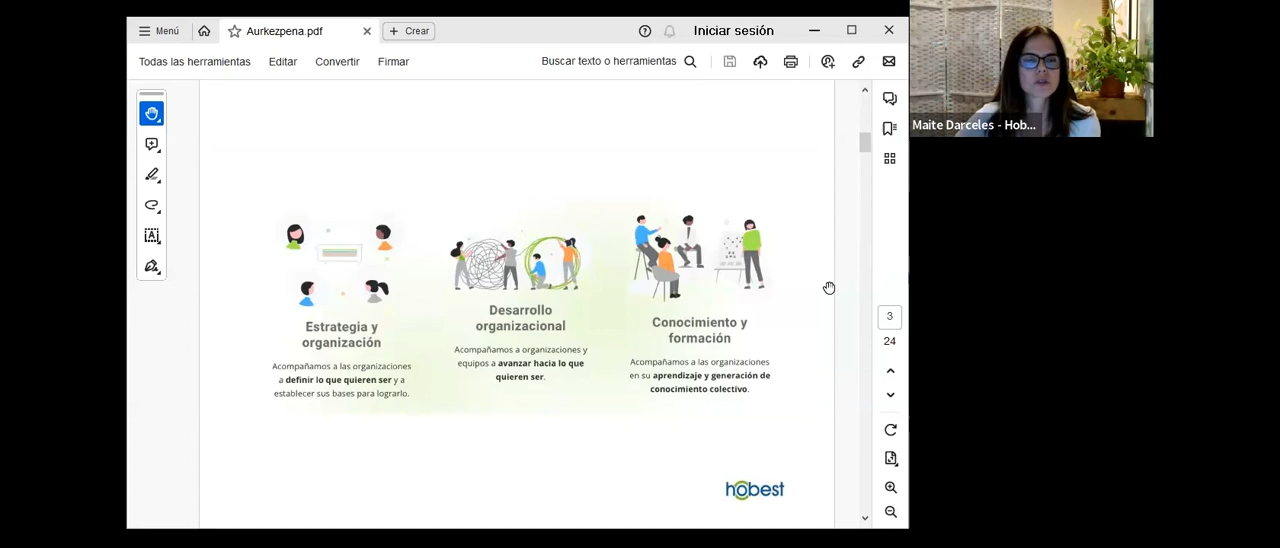 Menú
Aurkezpena.pdf
Crear
Iniciar sesión
Todas las herramientas
Editar
Convertir
Firmar
Buscar texto o herramientas
Maite Darceles - Hob...
3
24
Estrategia y
organización
Acompañamos a las organizaciones
a definir lo que quieren ser y a
establecer sus bases para lograrlo.
Desarrollo
organizacional
Acompañamos a organizaciones y
equipos a avanzar hacia lo que
quieren ser.
Conocimiento y
formación
Acompañamos a las organizaciones
en su aprendizaje y generación de
conocimiento colectivo.
hobest